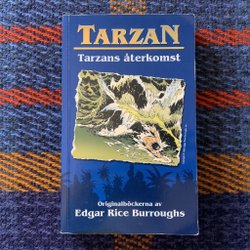 TARZAN
Tarzans återkomst
Originalböckerna av
Edgar Rice Burroughs